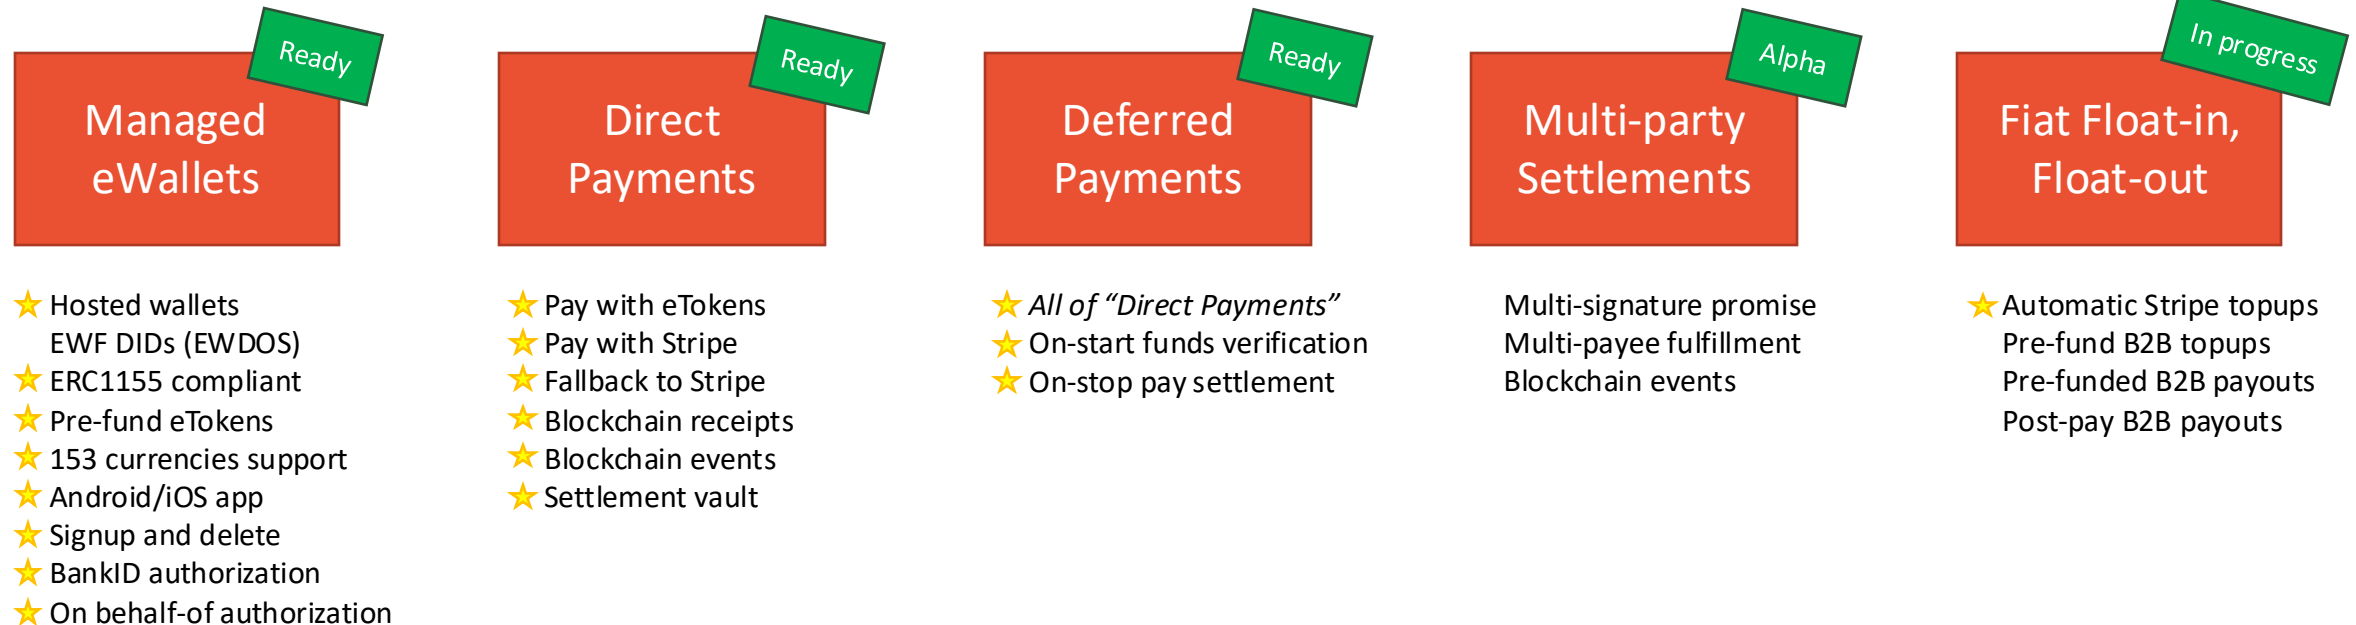 Ready
Managed
eWallets
Hosted wallets
EWF DIDs (EWDOS)
ERC1155 compliant
Pre-fund eTokens
153 currencies support
Android/iOS app
Signup and delete
BankID authorization
On behalf-of authorization
Ready
Direct
Payments
Pay with eTokens
Pay with Stripe
Fallback to Stripe
Blockchain receipts
Blockchain events
Settlement vault
Ready
Deferred
Payments
All of “Direct Payments”
On-start funds verification
On-stop pay settlement
Alpha
Multi-party
Settlements
Multi-signature promise
Multi-payee fulfillment
Blockchain events
In progress
Fiat Float-in,
Float-out
Automatic Stripe topups
Pre-fund B2B topups
Pre-funded B2B payouts
Post-pay B2B payouts